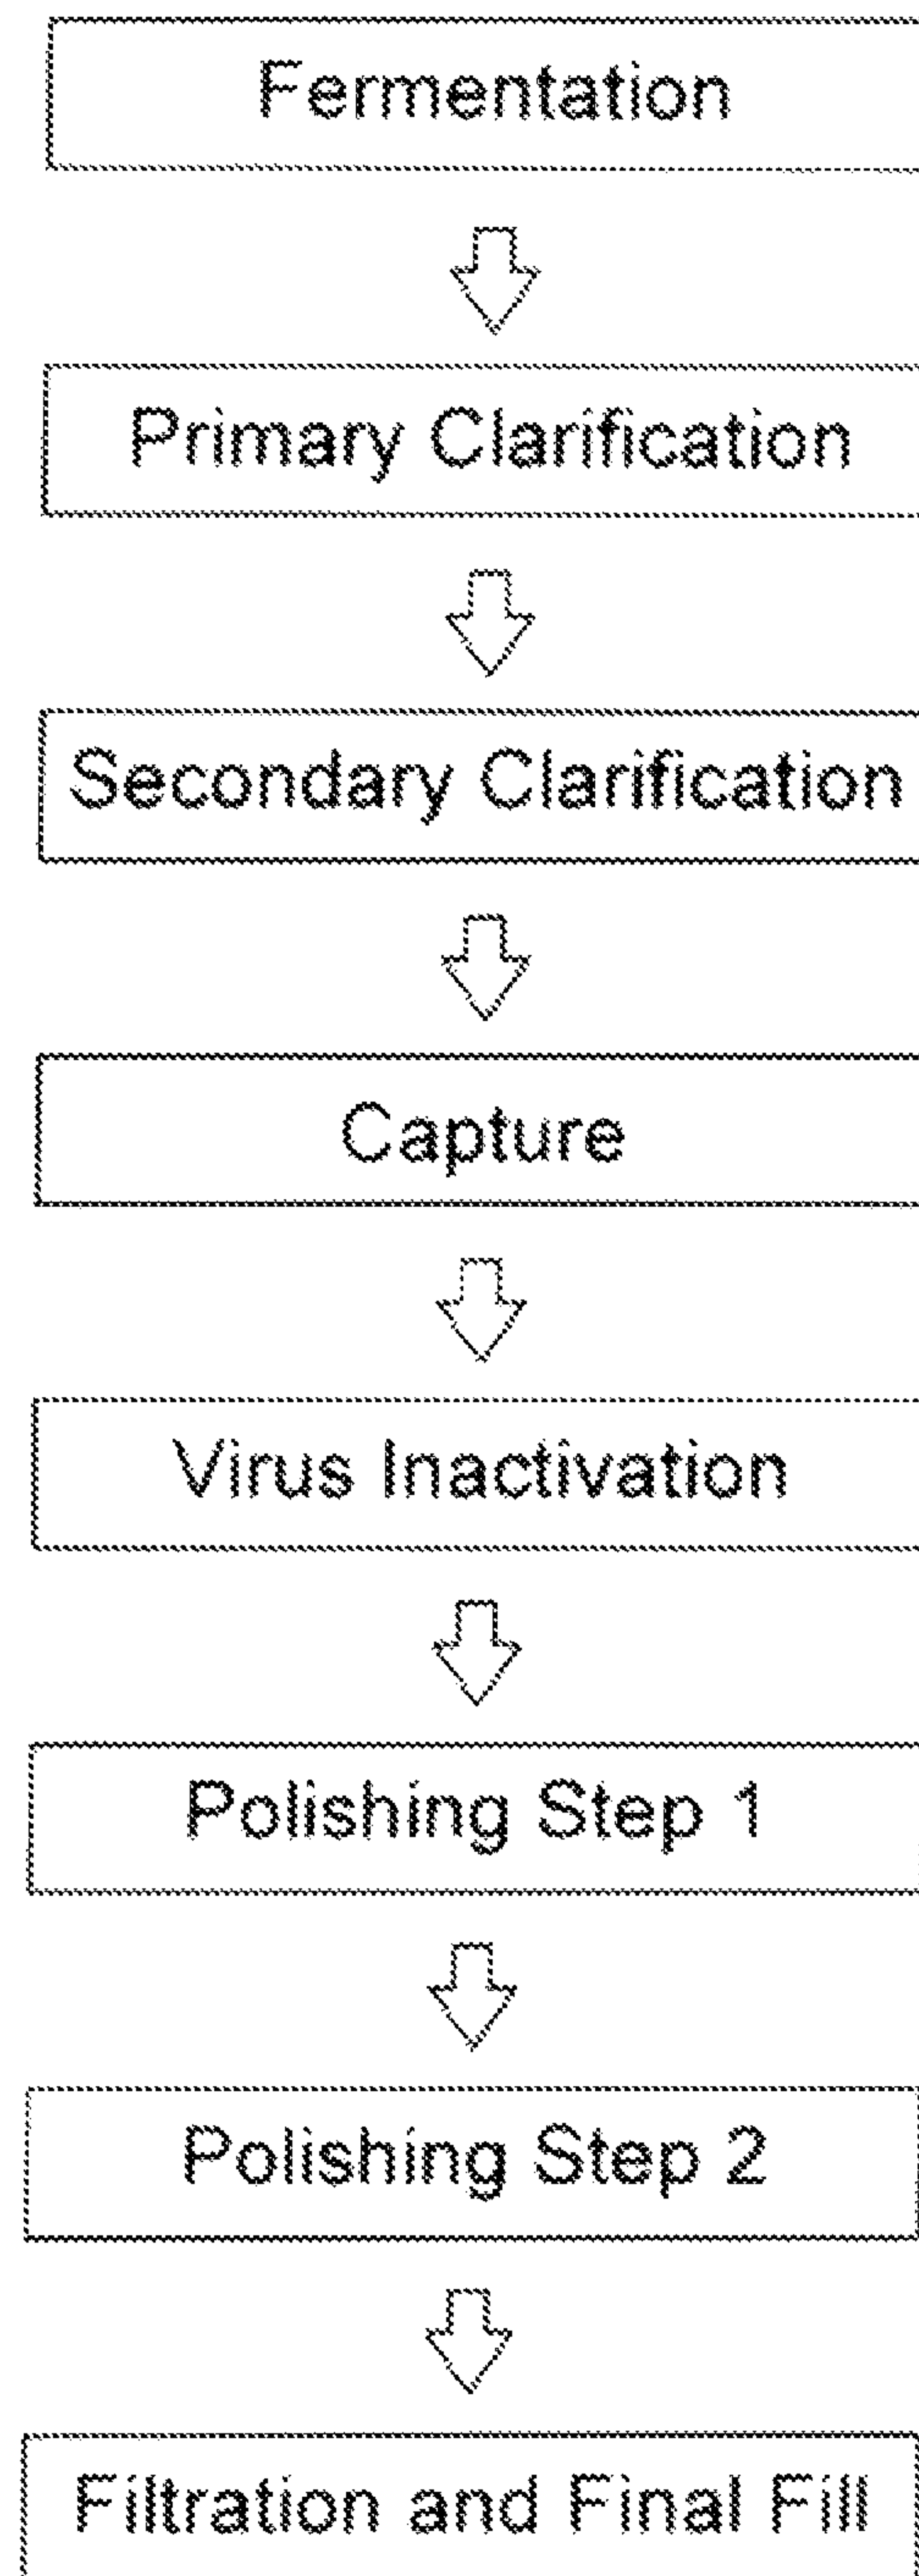 Fermentation
Primary Clarification
Secondary Clarification
Capture
Virus Inactivation
Polishing Step 1
Polishing Step 2
Filtration and Final Fill